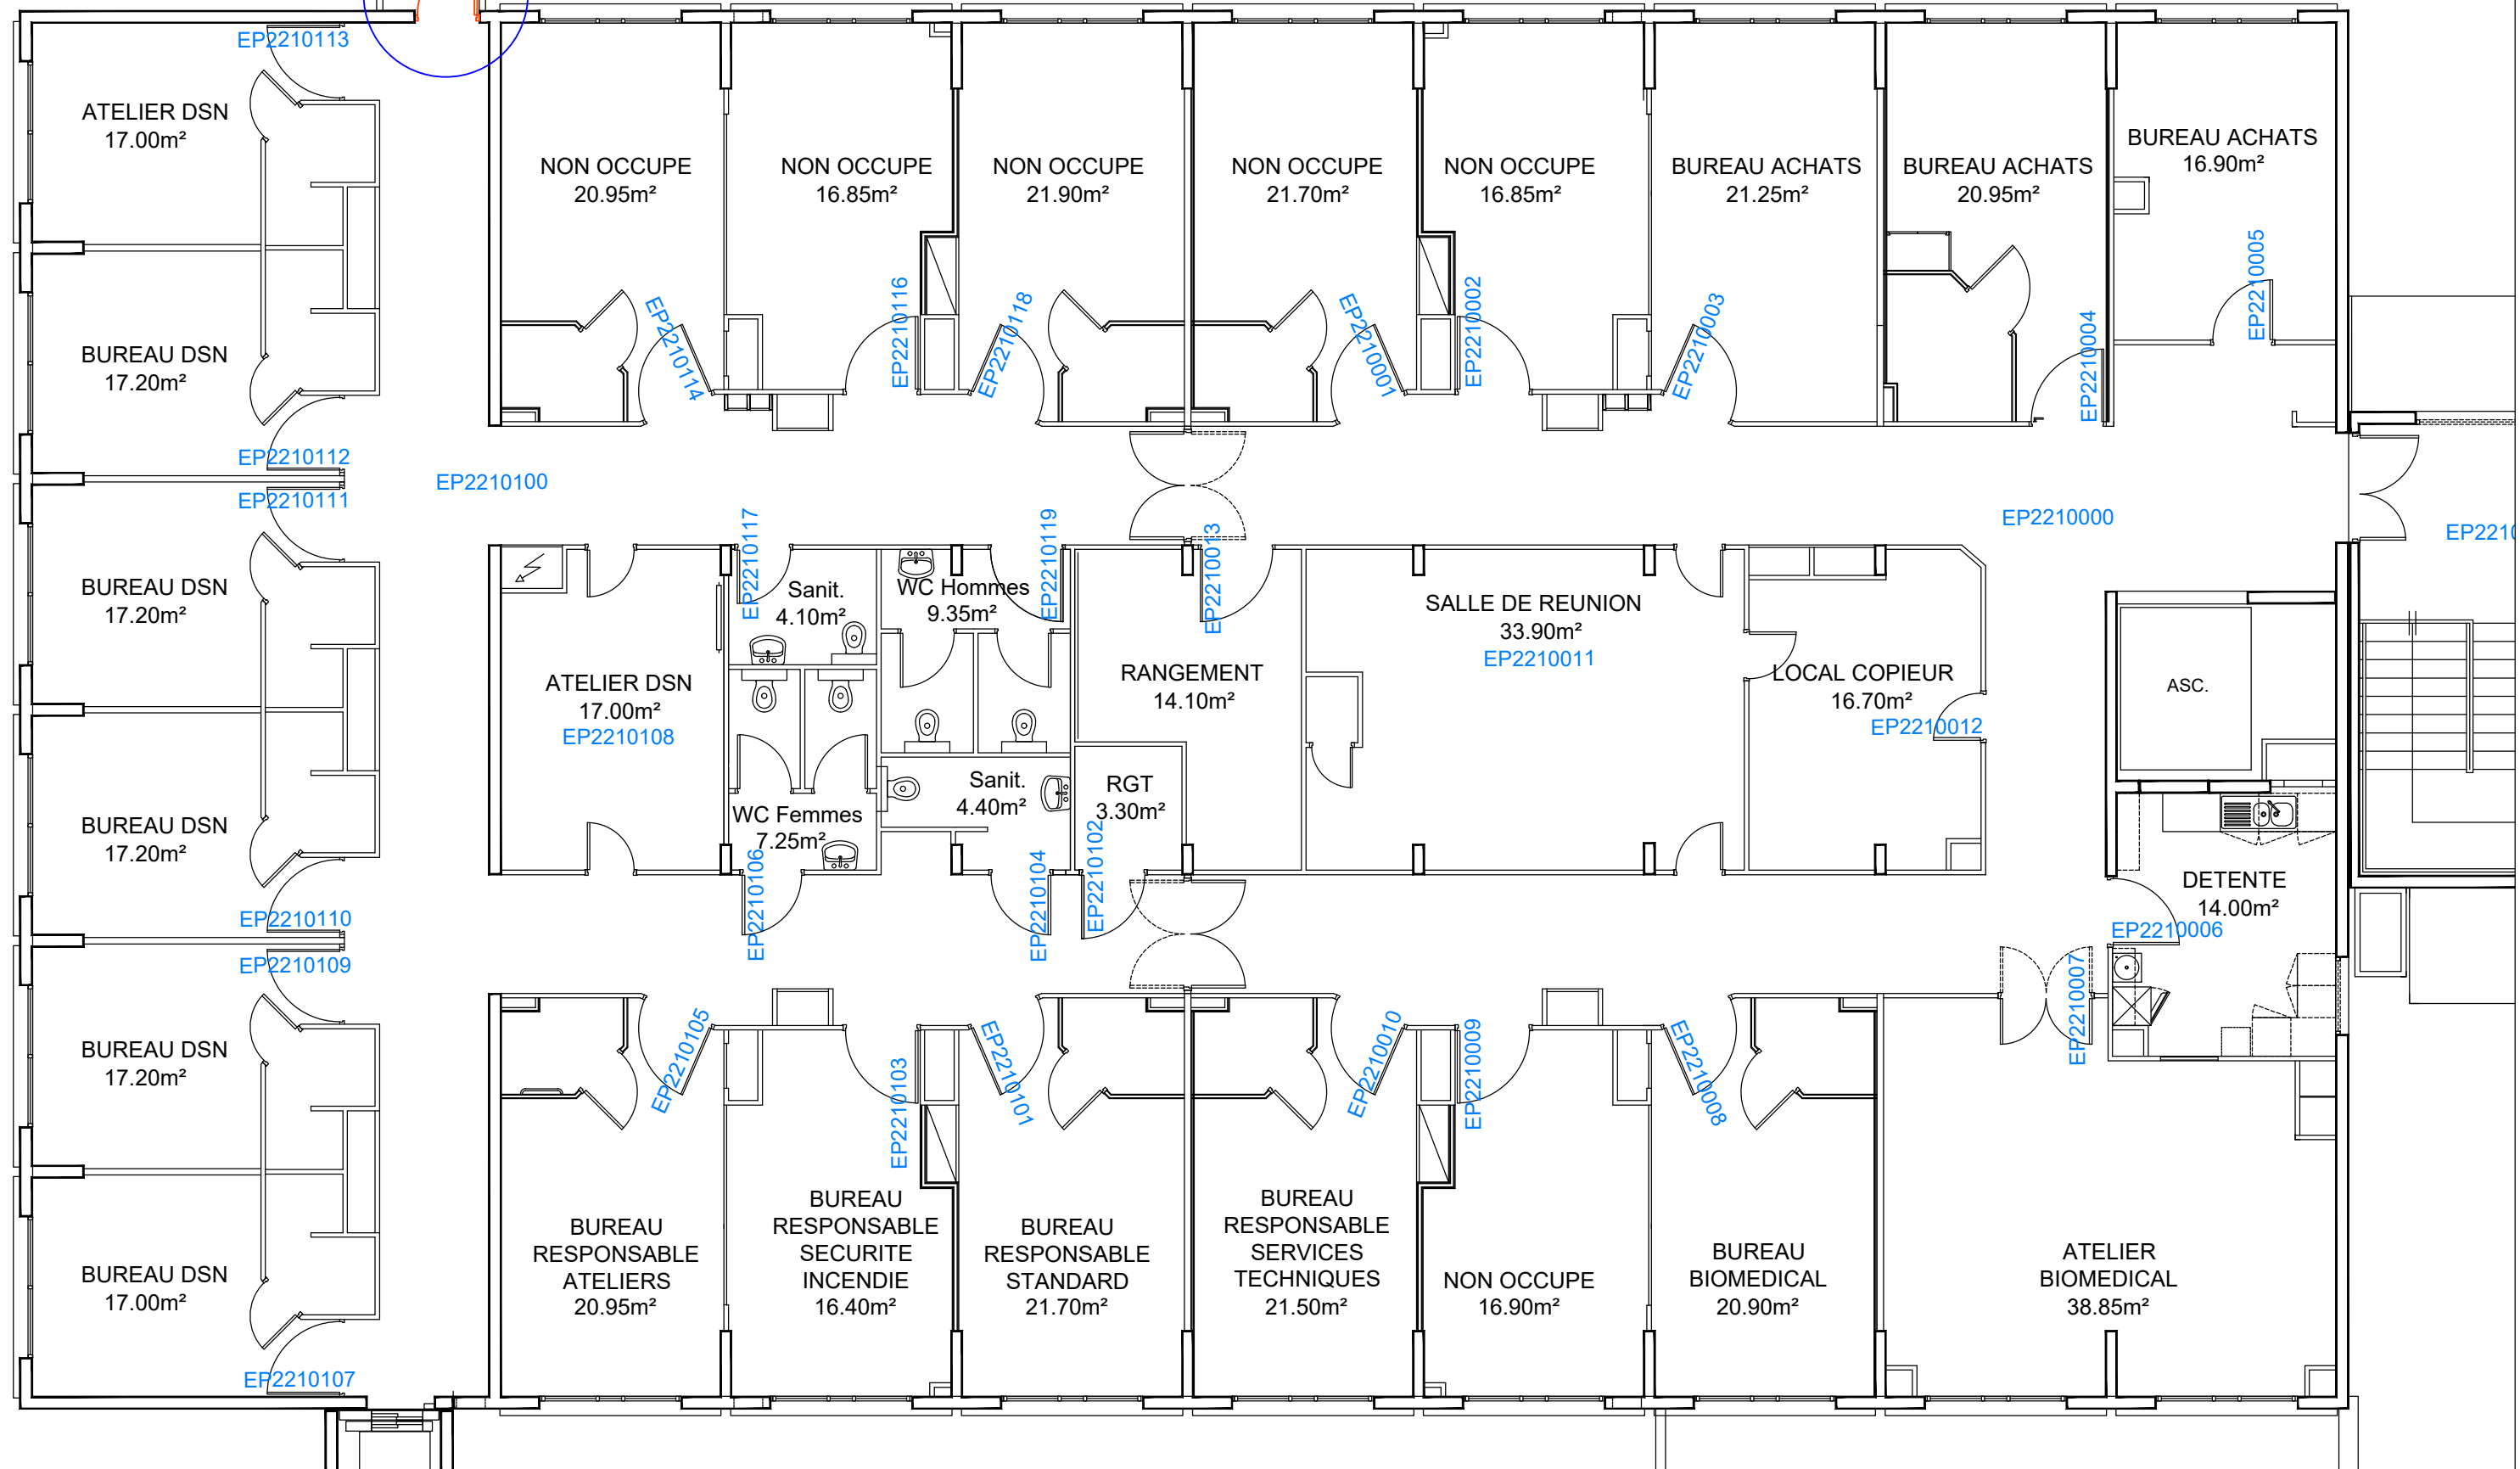 EP2210113
ATELIER DSN
17.00m²
NON OCCUPE
20.95m²
NON OCCUPE
16.85m²
NON OCCUPE
21.90m²
NON OCCUPE
21.70m²
NON OCCUPE
16.85m²
BUREAU ACHATS
21.25m²
BUREAU ACHATS
20.95m²
BUREAU ACHATS
16.90m²
EP2210114
EP2210116
EP2210118
EP2210001
EP2210002
EP2210003
EP2210004
EP2210005
BUREAU DSN
17.20m²
EP2210112
EP2210111
EP2210100
EP2210000
EP2210
BUREAU DSN
17.20m²
EP2210117
Sanit.
4.10m²
WC Hommes
9.35m²
EP2210119
EP2210013
SALLE DE REUNION
33.90m²
EP2210011
ATELIER DSN
17.00m²
EP2210108
RANGEMENT
14.10m²
LOCAL COPIEUR
16.70m²
EP2210012
ASC.
BUREAU DSN
17.20m²
WC Femmes
7.25m²
Sanit.
4.40m²
RGT
3.30m²
EP2210106
EP2210104
EP2210102
DETENTE
14.00m²
EP2210006
EP2210110
EP2210109
EP2210007
BUREAU DSN
17.20m²
EP2210105
EP2210103
EP2210101
EP2210010
EP2210009
EP2210008
BUREAU DSN
17.00m²
EP2210107
BUREAU
RESPONSABLE
ATELIERS
20.95m²
BUREAU
RESPONSABLE
SECURITE
INCENDIE
16.40m²
BUREAU
RESPONSABLE
STANDARD
21.70m²
BUREAU
RESPONSABLE
SERVICES
TECHNIQUES
21.50m²
NON OCCUPE
16.90m²
BUREAU
BIOMEDICAL
20.90m²
ATELIER
BIOMEDICAL
38.85m²